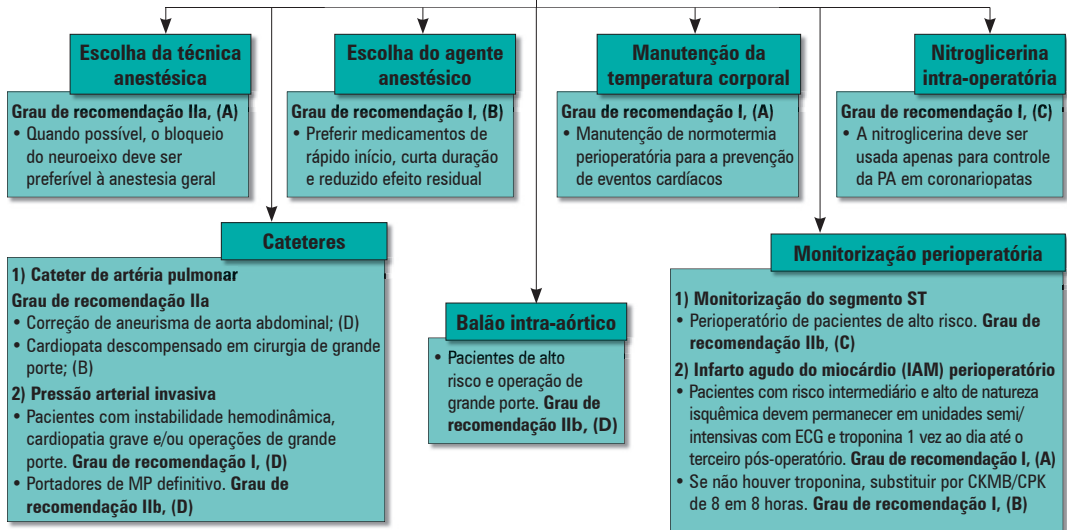 Escolha da técnica
anestésica
Grau de recomendação IIa, (A)
• Quando possível, o bloqueio
do neuroeixo deve ser
preferível à anestesia geral
Escolha do agente
anestésico
Grau de recomendação I, (B)
• Preferir medicamentos de
rápido início, curta duração
e reduzido efeito residual
Manutenção da
temperatura corporal
Grau de recomendação I, (A)
• Manutenção de normotermia
perioperatória para a prevenção
de eventos cardíacos
Nitroglicerina
intra-operatória
Grau de recomendação I, (C)
• A nitroglicerina deve ser
usada apenas para controle
da PA em coronariopatas
Cateteres
1) Cateter de artéria pulmonar
Grau de recomendação IIa
• Correção de aneurisma de aorta abdominal; (D)
• Cardiopata descompensado em cirurgia de grande
porte; (B)
2) Pressão arterial invasiva
• Pacientes com instabilidade hemodinâmica,
cardiopatia grave e/ou operações de grande
porte. Grau de recomendação I, (D)
• Portadores de MP definitivo. Grau de
recomendação IIb, (D)
Balão intra-aórtico
• Pacientes de alto
risco e operação de
grande porte. Grau de
recomendação IIb, (D)
Monitorização perioperatória
1) Monitorização do segmento ST
• Perioperatório de pacientes de alto risco. Grau de
recomendação IIb, (C)
2) Infarto agudo do miocárdio (IAM) perioperatório
• Pacientes com risco intermediário e alto de natureza
isquêmica devem permanecer em unidades semi/
intensivas com ECG e troponina 1 vez ao dia até o
terceiro pós-operatório. Grau de recomendação I, (A)
• Se não houver troponina, substituir por CKMB/CPK
de 8 em 8 horas. Grau de recomendação I, (B)